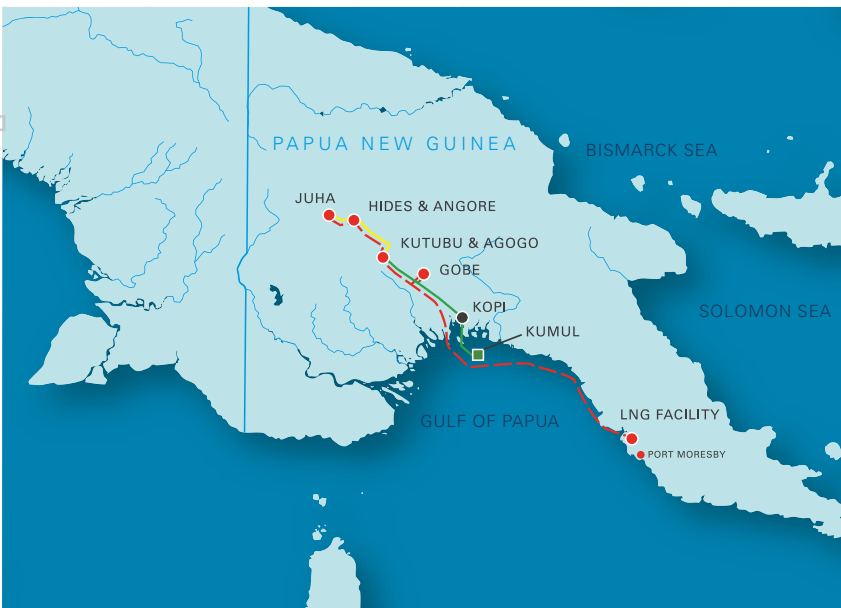 PAPUA NEW GUINEA
BISMARCK SEA
JUHA
HIDES & ANGORE
KUTUBU & AGOGO
GOBE
KOPI
SOLOMON SEA
KUMUL
LNG FACILITY
GULF OF PAPUA
PORT MORESBY